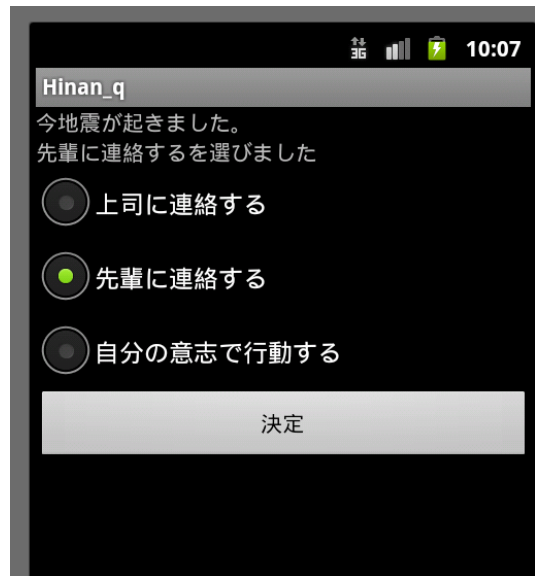 3G 10:07
Hinan_q
今地震が起きました。
先輩に連絡するを選びました
上司に連絡する
先輩に連絡する
自分の意志で行動する
決定